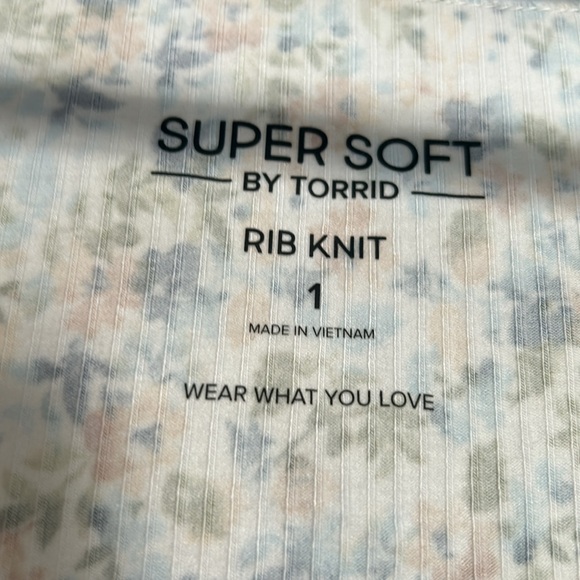 SUPER SOFT
BY TORRID
RIB KNIT
1
MADE IN VIETNAM
WEAR WHAT YOU LOVE